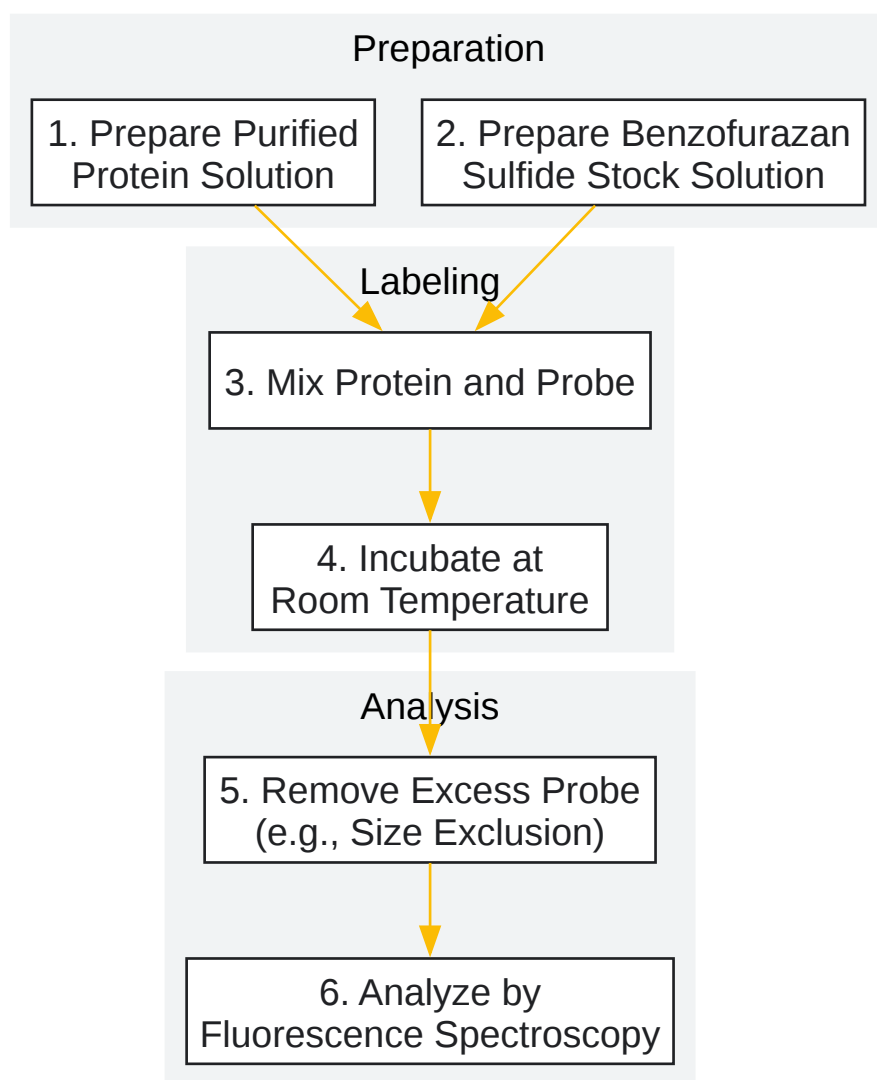 Preparation
1. Prepare Purified
Protein Solution
2. Prepare Benzofurazan
Sulfide Stock Solution
Labeling
3. Mix Protein and Probe
4. Incubate at
Room Temperature
Analysis
5. Remove Excess Probe
(e.g., Size Exclusion)
6. Analyze by
Fluorescence Spectroscopy